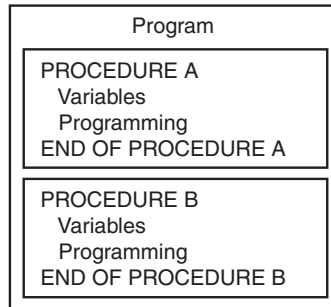 Program
PROCEDURE A
Variables
Programming
END OF PROCEDURE A
PROCEDURE B
Variables
Programming
END OF PROCEDURE B